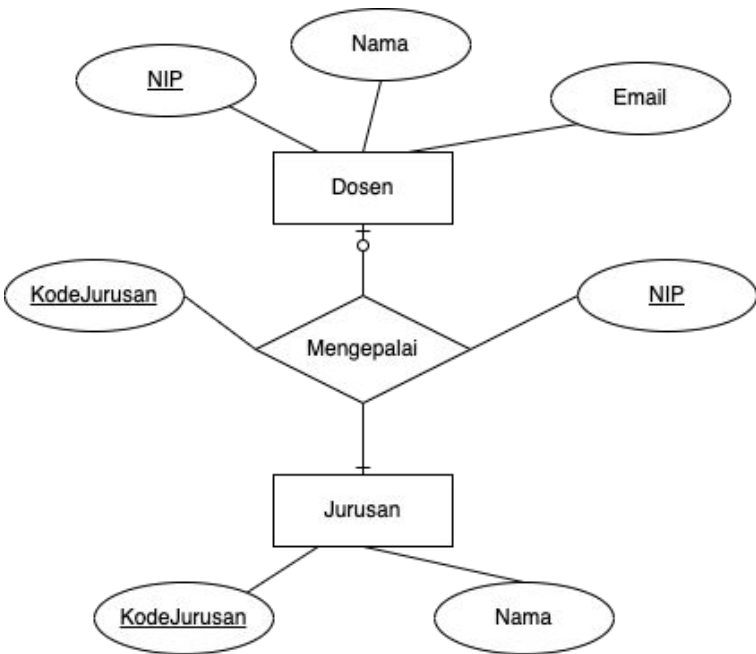 Nama
NIP
Email
Dosen
KodeJurusan
NIP
Mengepalai
Jurusan
KodeJurusan
Nama